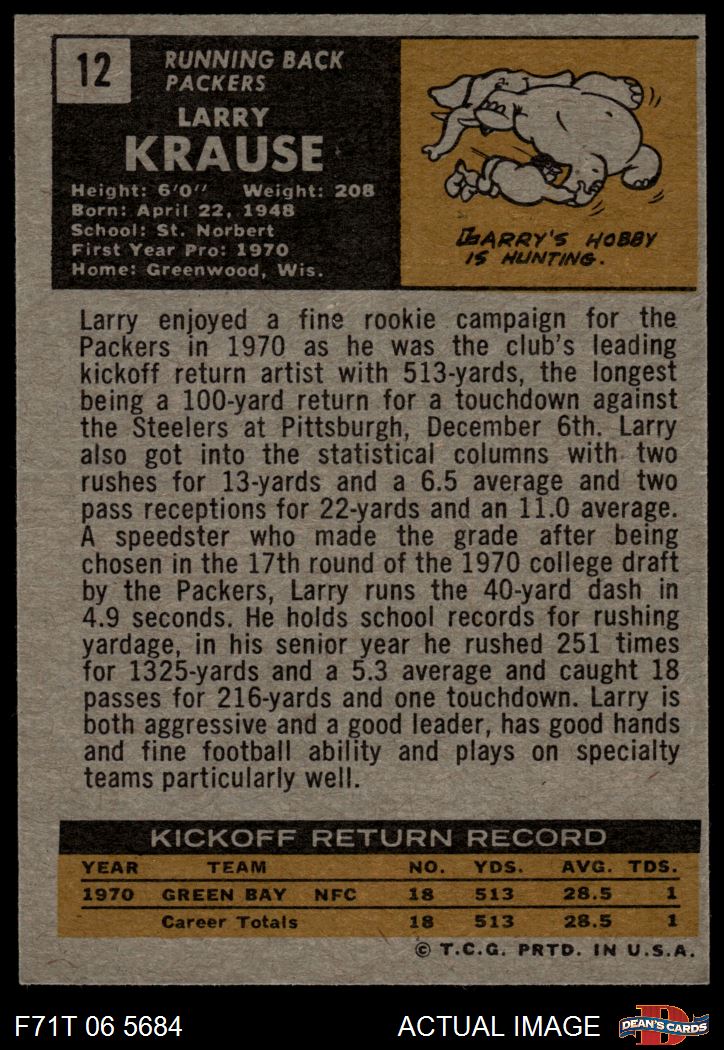 12
RUNNING BACK
PACKERS
LARRY
KRAUSE
Height: 6'0" Weight: 208
Born: April 22, 1948
School: St. Norbert
First Year Pro: 1970
Home: Greenwood, Wis.
LARRY'S HOBBY
IS HUNTING.
Larry enjoyed a fine rookie campaign for the
Packers in 1970 as he was the club's leading
kickoff return artist with 513-yards, the longest
being a 100-yard return for a touchdown against
the Steelers at Pittsburgh, December 6th. Larry
also got into the statistical columns with two
rushes for 13-yards and a 6.5 average and two
pass receptions for 22-yards and an 11.0 average.
A speedster who made the grade after being
chosen in the 17th round of the 1970 college draft
by the Packers, Larry runs the 40-yard dash in
4.9 seconds. He holds school records for rushing
yardage, in his senior year he rushed 251 times
for 1325-yards and a 5.3 average and caught 18
passes for 216-yards and one touchdown. Larry is
both aggressive and a good leader, has good hands
and fine football ability and plays on specialty
teams particularly well.
KICKOFF RETURN RECORD
YEAR TEAM NO. YDS. AVG. TDS.
1970 GREEN BAY NFC 18 513 28.5 1
Career Totals 18 513 28.5 1
© T.C.G. PRTD. IN U.S.A.
F71T 06 5684 ACTUAL IMAGE D DEAN'S CARDS